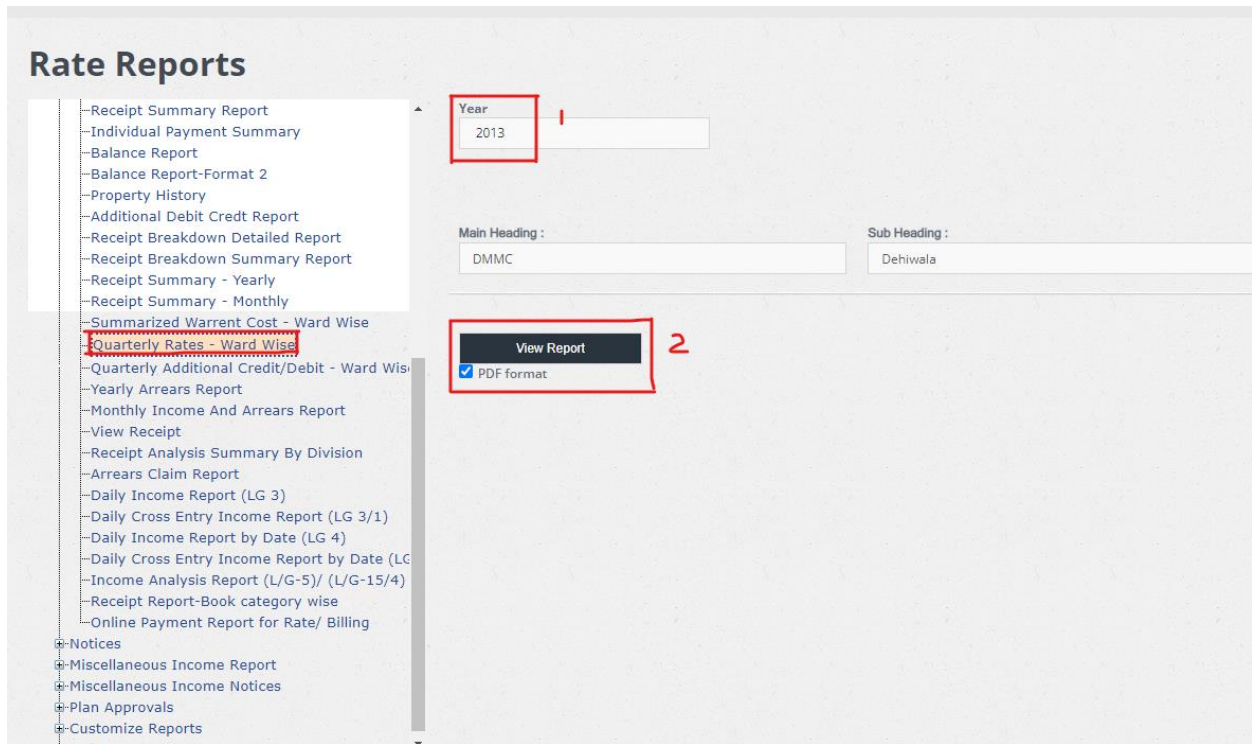 Rate Reports
Receipt Summary Report
Individual Payment Summary
Balance Report
Balance Report-Format 2
Property History
Additional Debit Credt Report
Receipt Breakdown Detailed Report
Receipt Breakdown Summary Report
Receipt Summary - Yearly
Receipt Summary - Monthly
Summarized Warrent Cost - Ward Wise
Quarterly Rates - Ward Wise
Quarterly Additional Credit/Debit - Ward Wis
Yearly Arrears Report
Monthly Income And Arrears Report
View Receipt
Receipt Analysis Summary By Division
Arrears Claim Report
Daily Income Report (LG 3)
Daily Cross Entry Income Report (LG 3/1)
Daily Income Report by Date (LG 4)
Daily Cross Entry Income Report by Date (LG
Income Analysis Report (L/G-5)/ (L/G-15/4)
Receipt Report-Book category wise
Online Payment Report for Rate/ Billing
Notices
Miscellaneous Income Report
Miscellaneous Income Notices
Plan Approvals
Customize Reports
Year
2013
1
Main Heading :
DMMC
Sub Heading :
Dehiwala
View Report
2
PDF format